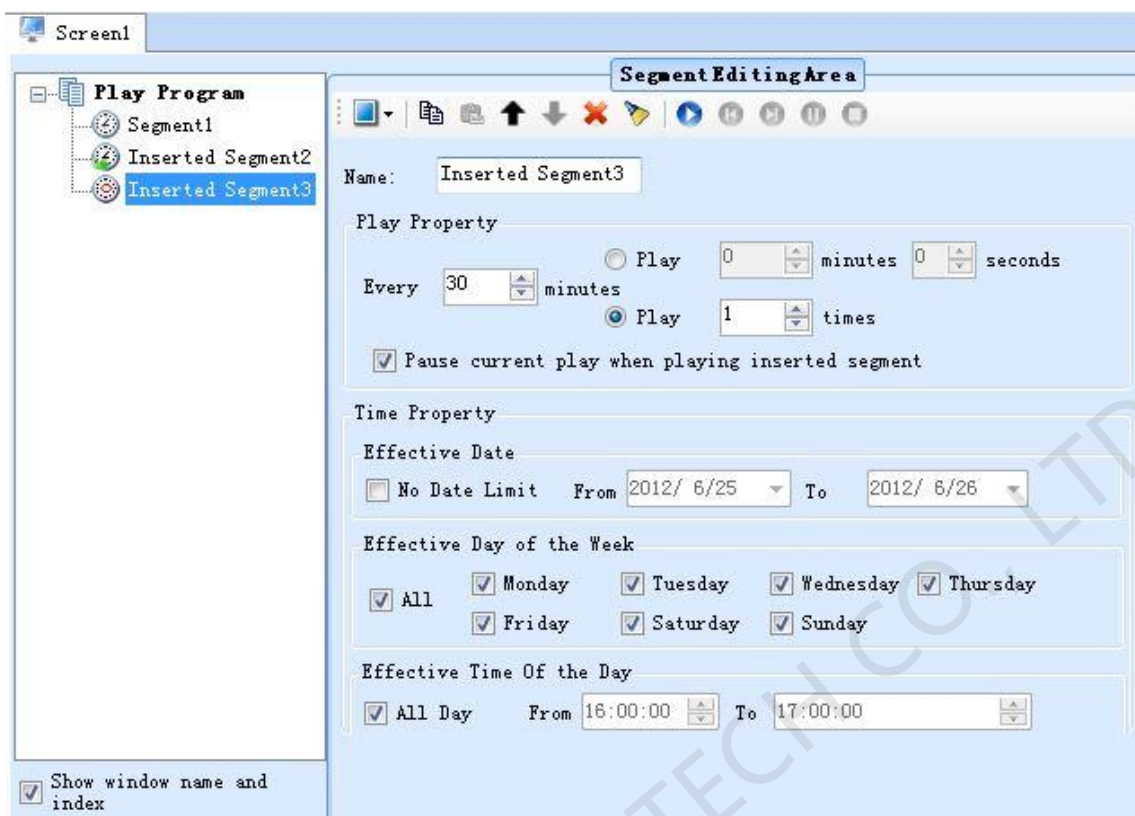 Screen1
Play Program
Segment1
Inserted Segment2
Inserted Segment3
Show window name and
index
SegmentEditingArea
Name: Inserted Segment3
Play Property
Play 0 minutes 0 seconds
Every 30 minutes
Play 1 times
Pause current play when playing inserted segment
Time Property
Effective Date
No Date Limit From 2012/ 6/25 To 2012/ 6/26
Effective Day of the Week
All
Monday Tuesday Wednesday Thursday
Friday Saturday Sunday
Effective Time Of the Day
All Day From 16:00:00 To 17:00:00
TECH CO., LTD